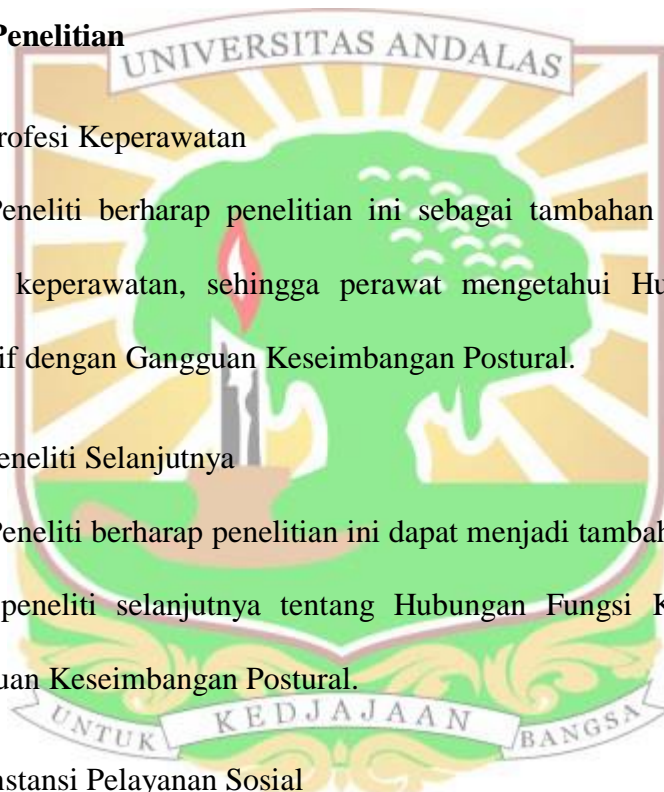 Penelitian
UNIVERSITAS ANDALAS
rofesi Keperawatan
Peneliti berharap penelitian ini sebagai tambahan
keperawatan, sehingga perawat mengetahui Hu
if dengan Gangguan Keseimbangan Postural.
eneliti Selanjutnya
Peneliti berharap penelitian ini dapat menjadi tambah
peneliti selanjutnya tentang Hubungan Fungsi K
uan Keseimbangan Postural.
UNTUK KEDJAJAAN BANGSA
nstansi Pelayanan Sosial